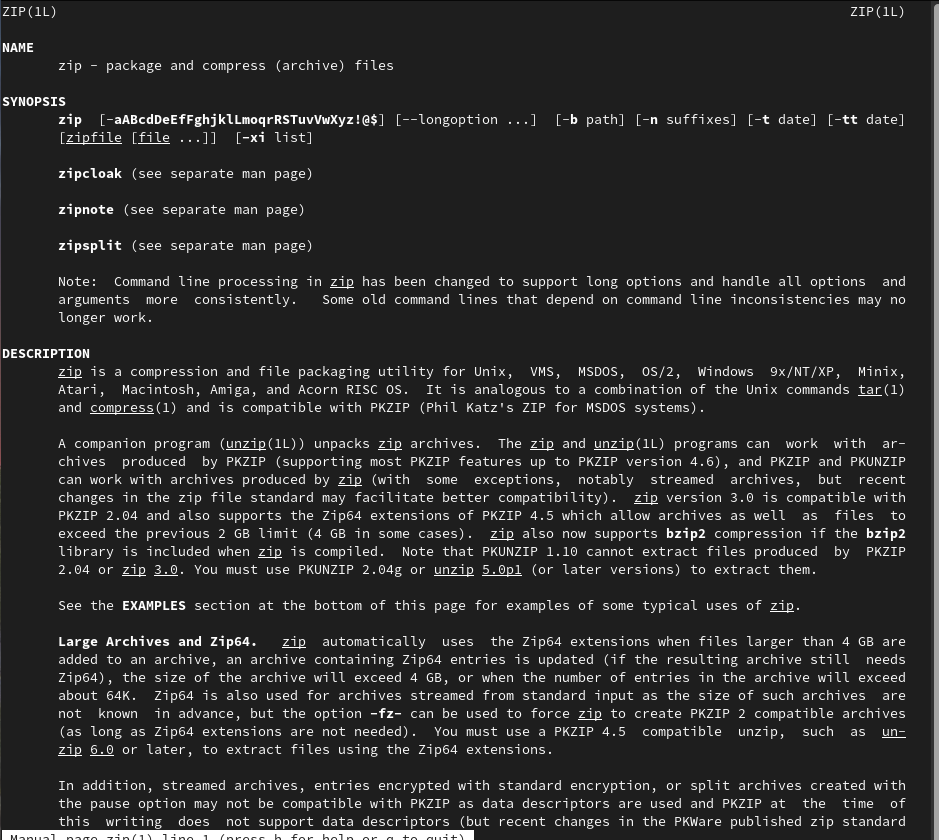 ZIP(1L) ZIP(1L)
NAME
zip - package and compress (archive) files
SYNOPSIS
zip [-aABcdDeEfFghjklLmoqrRSTuvVwXyz!@$] [--longoption ...] [-b path] [-n suffixes] [-t date] [-tt date]
[zipfile [file ...]] [-xi list]
zipcloak (see separate man page)
zipnote (see separate man page)
zipsplit (see separate man page)
Note: Command line processing in zip has been changed to support long options and handle all options and
arguments more consistently. Some old command lines that depend on command line inconsistencies may no
longer work.
DESCRIPTION
zip is a compression and file packaging utility for Unix, VMS, MSDOS, OS/2, Windows 9x/NT/XP, Minix,
Atari, Macintosh, Amiga, and Acorn RISC OS. It is analogous to a combination of the Unix commands tar(1)
and compress(1) and is compatible with PKZIP (Phil Katz's ZIP for MSDOS systems).
A companion program (unzip(1L)) unpacks zip archives. The zip and unzip(1L) programs can work with ar-
chives produced by PKZIP (supporting most PKZIP features up to PKZIP version 4.6), and PKZIP and PKUNZIP
can work with archives produced by zip (with some exceptions, notably streamed archives, but recent
changes in the zip file standard may facilitate better compatibility). zip version 3.0 is compatible with
PKZIP 2.04 and also supports the Zip64 extensions of PKZIP 4.5 which allow archives as well as files to
exceed the previous 2 GB limit (4 GB in some cases). zip also now supports bzip2 compression if the bzip2
library is included when zip is compiled. Note that PKUNZIP 1.10 cannot extract files produced by PKZIP
2.04 or zip 3.0. You must use PKUNZIP 2.04g or unzip 5.0p1 (or later versions) to extract them.
See the EXAMPLES section at the bottom of this page for examples of some typical uses of zip.
Large Archives and Zip64. zip automatically uses the Zip64 extensions when files larger than 4 GB are
added to an archive, an archive containing Zip64 entries is updated (if the resulting archive still needs
Zip64), the size of the archive will exceed 4 GB, or when the number of entries in the archive will exceed
about 64K. Zip64 is also used for archives streamed from standard input as the size of such archives are
not known in advance, but the option -fz- can be used to force zip to create PKZIP 2 compatible archives
(as long as Zip64 extensions are not needed). You must use a PKZIP 4.5 compatible unzip, such as un-
zip 6.0 or later, to extract files using the Zip64 extensions.
In addition, streamed archives, entries encrypted with standard encryption, or split archives created with
the pause option may not be compatible with PKZIP as data descriptors are used and PKZIP at the time of
this writing does not support data descriptors (but recent changes in the PKWare published zip standard
Manual page zip(1) line 1 (press h for help or q to quit)